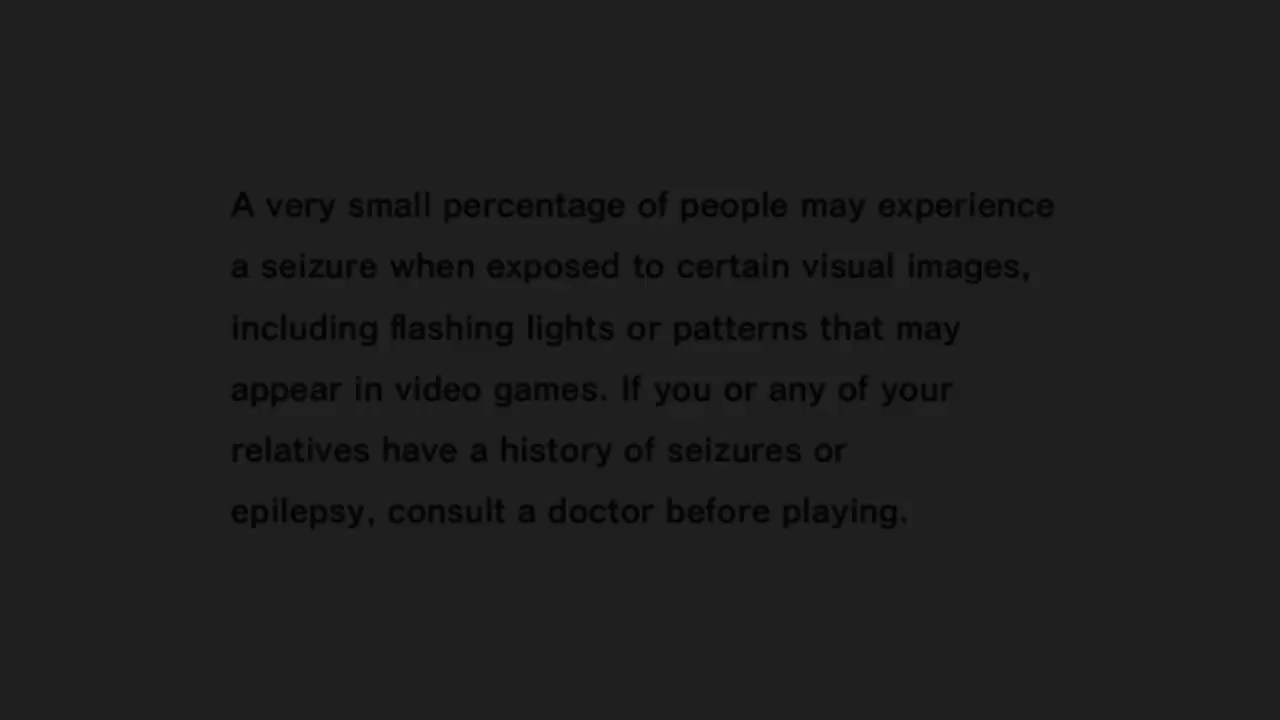 A very small percentage of people may experience
a seizure when exposed to certain visual images,
including flashing lights or patterns that may
appear in video games. If you or any of your
relatives have a history of seizures or
epilepsy, consult a doctor before playing.